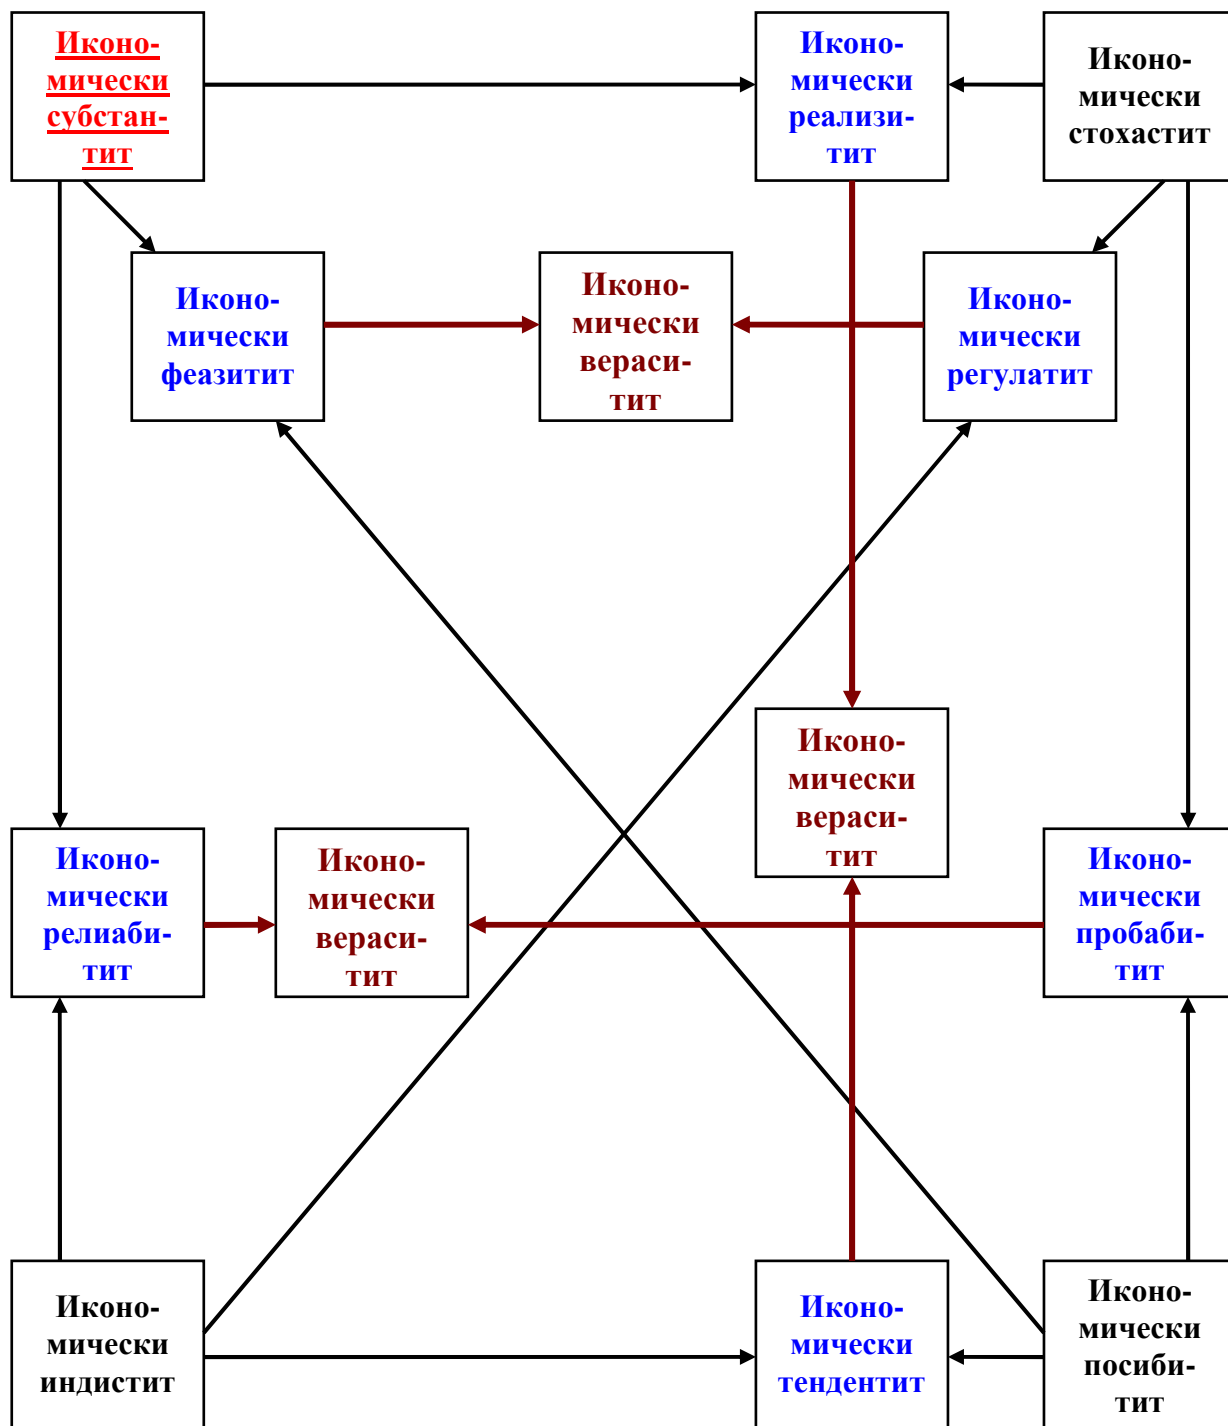 Иконо-
мически
субстан-
тит
Иконо-
мически
реализи-
тит
Иконо-
мически
стохастит
Иконо-
мически
феазитит
Иконо-
мически
вераси-
тит
Иконо-
мически
регулатит
Иконо-
мически
вераси-
тит
Иконо-
мически
релиаби-
тит
Иконо-
мически
вераси-
тит
Иконо-
мически
пробаби-
тит
Иконо-
мически
индистит
Иконо-
мически
тендентит
Иконо-
мически
посиби-
тит